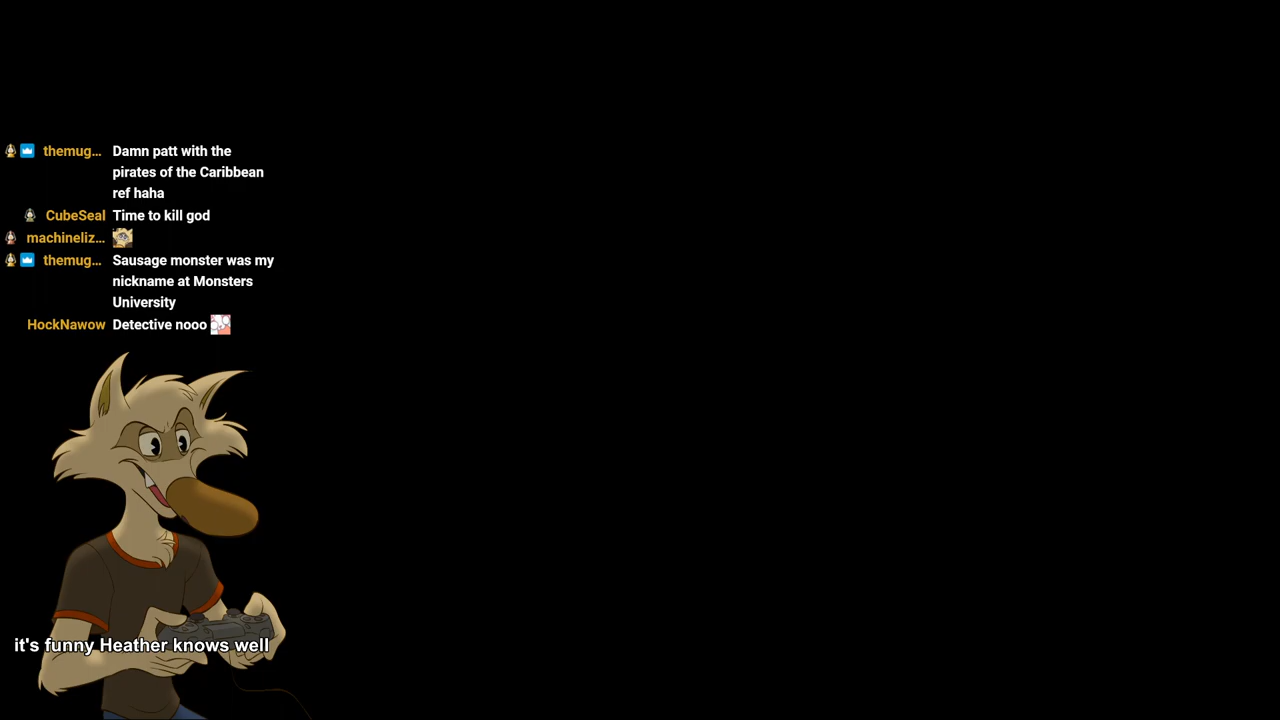 themug... Damn patt with the
pirates of the Caribbean
ref haha
CubeSeal Time to kill god
machineliz...
themug... Sausage monster was my
nickname at Monsters
University
HockNawow Detective nooo
it's funny Heather knows well